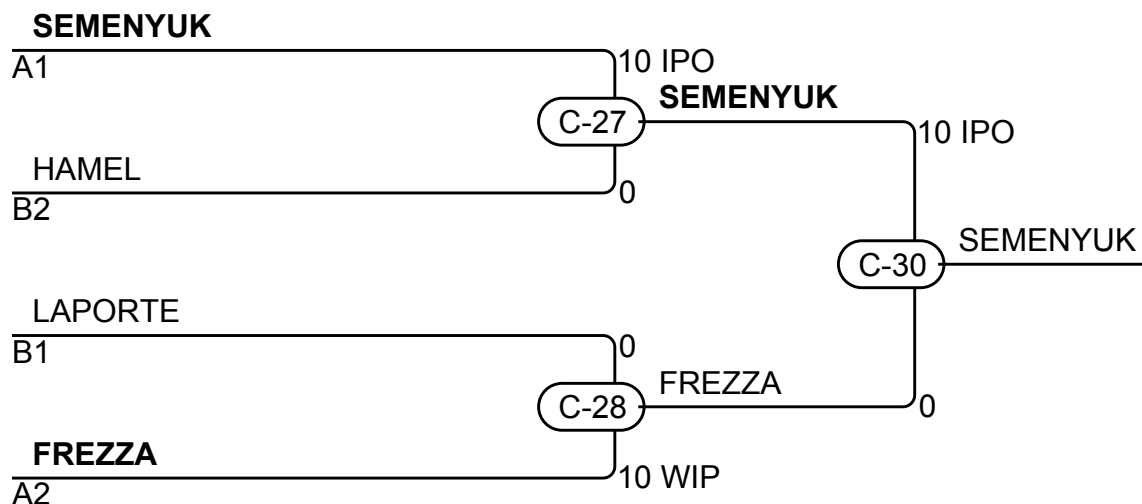 SEMENYUK
A1
10 IPO
C-27
SEMENYUK
HAMEL
B2
0
10 IPO
C-30
SEMENYUK
LAPORTE
B1
0
C-28
FREZZA
0
FREZZA
A2
10 WIP